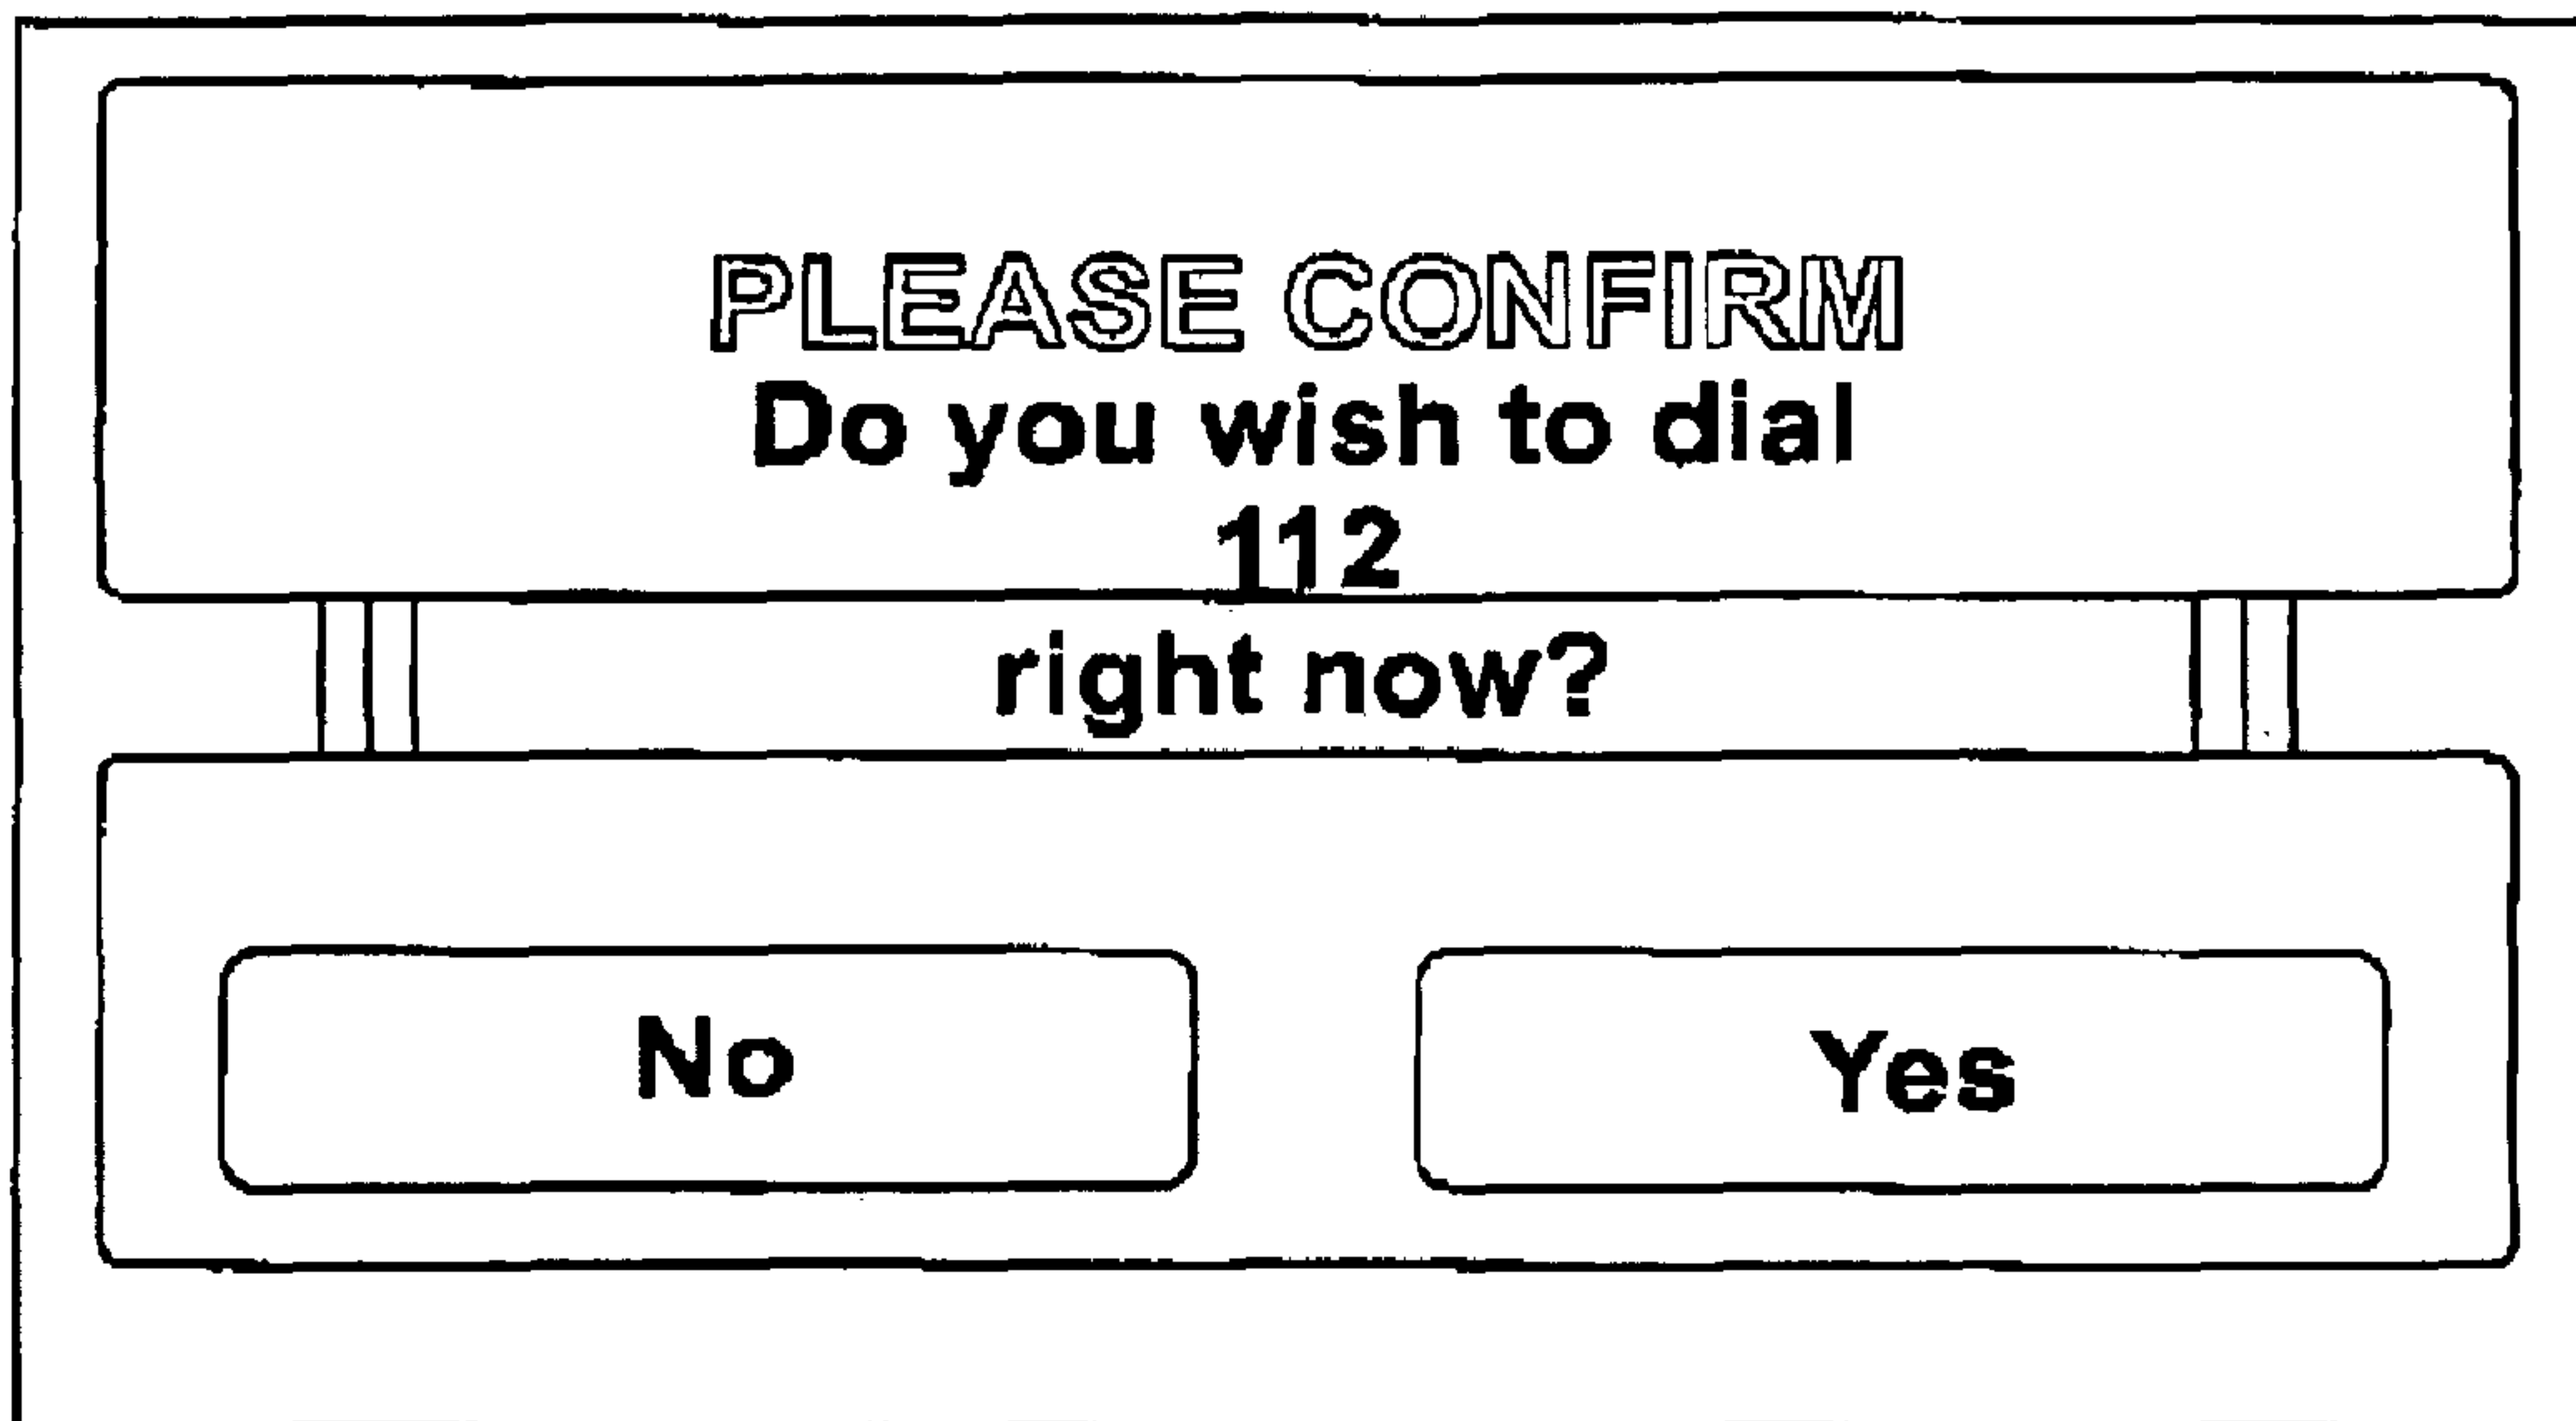 PLEASE CONFIRM
Do you wish to dial
112
right now?
No
Yes